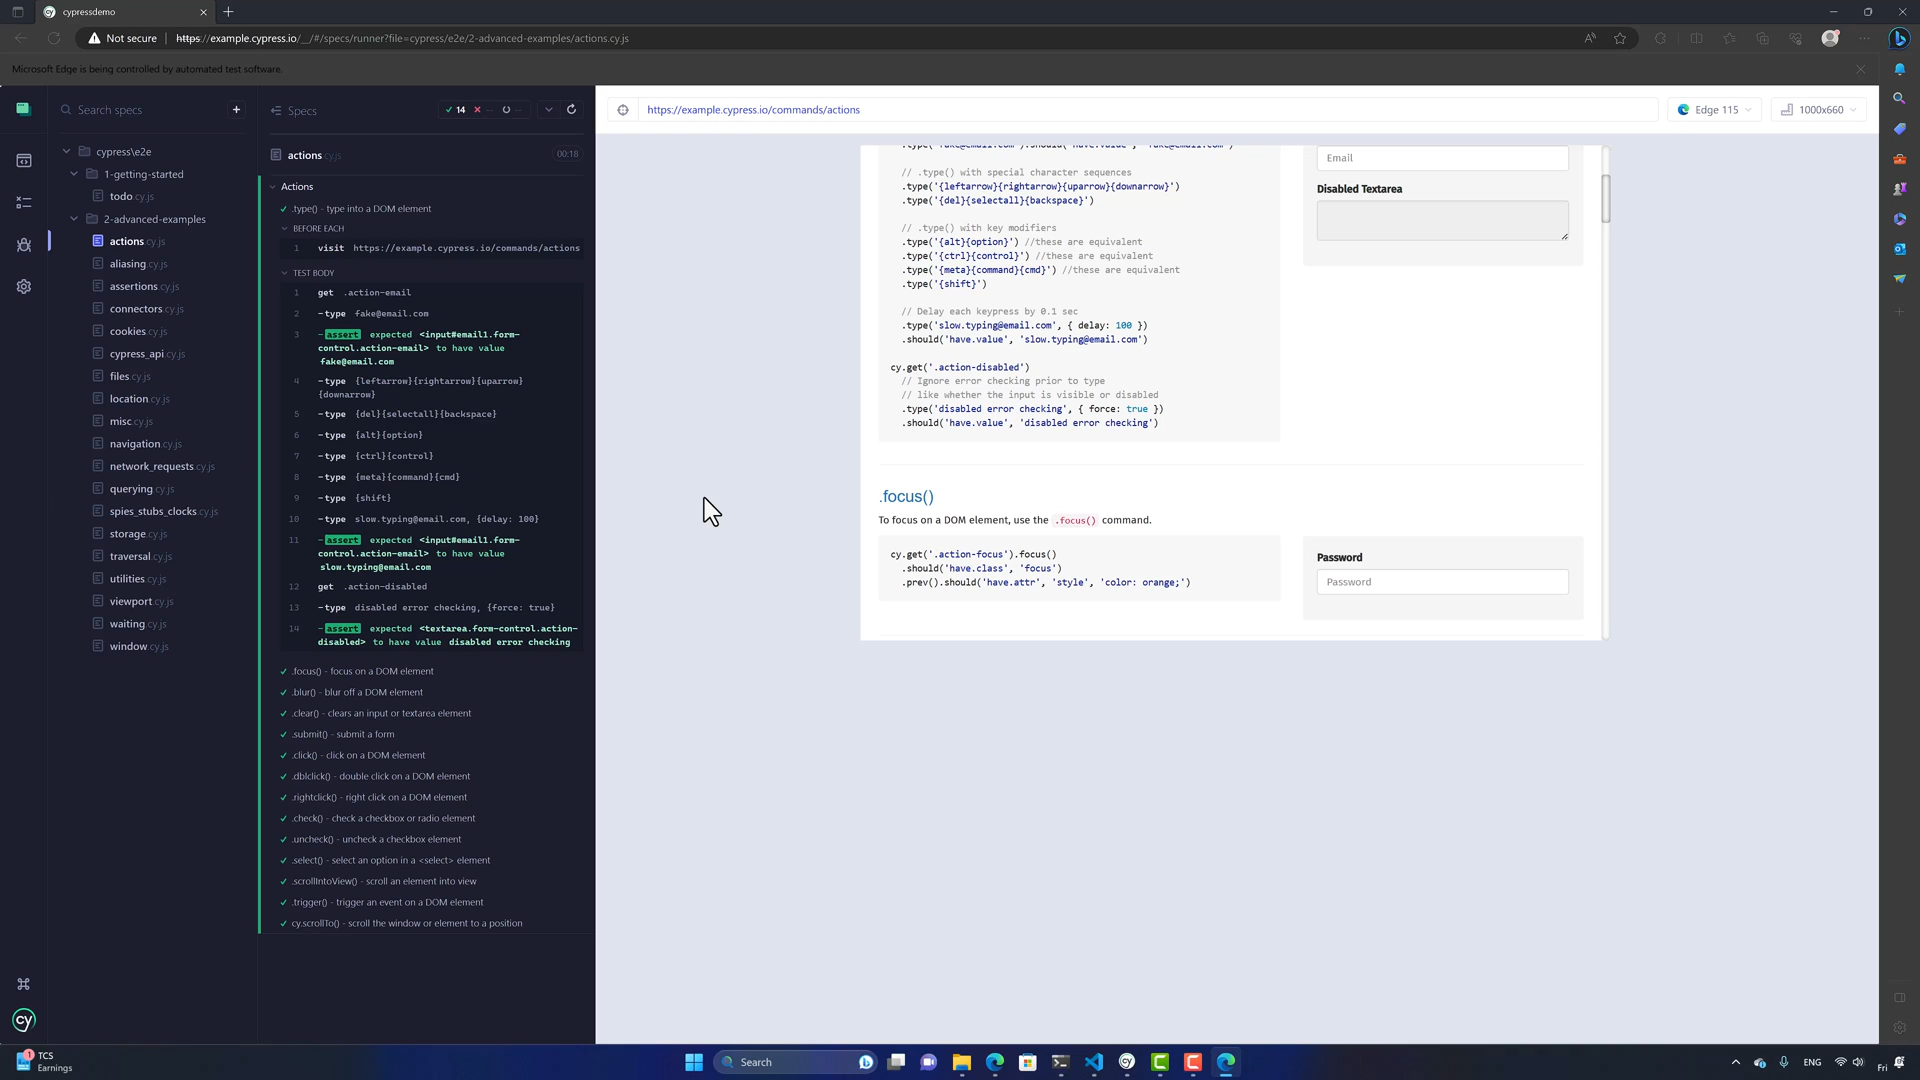 cypressdemo
Not secure
https://example.cypress.io/__/#/specs/runner?file=cypress/e2e/2-advanced-examples/actions.cy.js
Microsoft Edge is being controlled by automated test software.
Search specs
+
cypress\e2e
1-getting-started
todo.cy.js
2-advanced-examples
actions.cy.js
aliasing.cy.js
assertions.cy.js
connectors.cy.js
cookies.cy.js
cypress_api.cy.js
files.cy.js
location.cy.js
misc.cy.js
navigation.cy.js
network_requests.cy.js
querying.cy.js
spies_stubs_clocks.cy.js
storage.cy.js
traversal.cy.js
utilities.cy.js
viewport.cy.js
waiting.cy.js
window.cy.js
cy
Specs
14 -- --
actions.cy.js 00:18
Actions
.type() - type into a DOM element
BEFORE EACH
1 visit https://example.cypress.io/commands/actions
TEST BODY
1 get .action-email
2 -type fake@email.com
3 -assert expected <input#email1.form-
control.action-email> to have value
fake@email.com
4 -type {leftarrow}{rightarrow}{uparrow}
{downarrow}
5 -type {del}{selectall}{backspace}
6 -type {alt}{option}
7 -type {ctrl}{control}
8 -type {meta}{command}{cmd}
9 -type {shift}
10 -type slow.typing@email.com, {delay: 100}
11 -assert expected <input#email1.form-
control.action-email> to have value
slow.typing@email.com
12 get .action-disabled
13 -type disabled error checking, {force: true}
14 -assert expected <textarea.form-control.action-
disabled> to have value disabled error checking
.focus() - focus on a DOM element
.blur() - blur off a DOM element
.clear() - clears an input or textarea element
.submit() - submit a form
.click() - click on a DOM element
.dblclick() - double click on a DOM element
.rightclick() - right click on a DOM element
.check() - check a checkbox or radio element
.uncheck() - uncheck a checkbox element
.select() - select an option in a <select> element
.scrollIntoView() - scroll an element into view
.trigger() - trigger an event on a DOM element
cy.scrollTo() - scroll the window or element to a position
https://example.cypress.io/commands/actions
Edge 115
1000x660
.type('fake@email.com').should('have.value', 'fake@email.com')
// .type() with special character sequences
.type('{leftarrow}{rightarrow}{uparrow}{downarrow}')
.type('{del}{selectall}{backspace}')
// .type() with key modifiers
.type('{alt}{option}') //these are equivalent
.type('{ctrl}{control}') //these are equivalent
.type('{meta}{command}{cmd}') //these are equivalent
.type('{shift}')
// Delay each keypress by 0.1 sec
.type('slow.typing@email.com', { delay: 100 })
.should('have.value', 'slow.typing@email.com')
cy.get('.action-disabled')
// Ignore error checking prior to type
// like whether the input is visible or disabled
.type('disabled error checking', { force: true })
.should('have.value', 'disabled error checking')
Email
Disabled Textarea
.focus()
To focus on a DOM element, use the .focus() command.
cy.get('.action-focus').focus()
.should('have.class', 'focus')
.prev().should('have.attr', 'style', 'color: orange;')
Password
Password
1
TCS
Earnings
Search
ENG
Fri